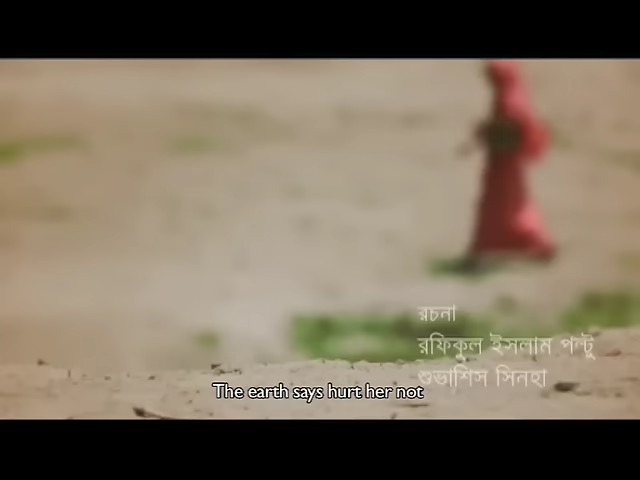 রচনা
রফিকুল ইসলাম পল্টু
শুভাশিস সিনহা
The earth says hurt her not